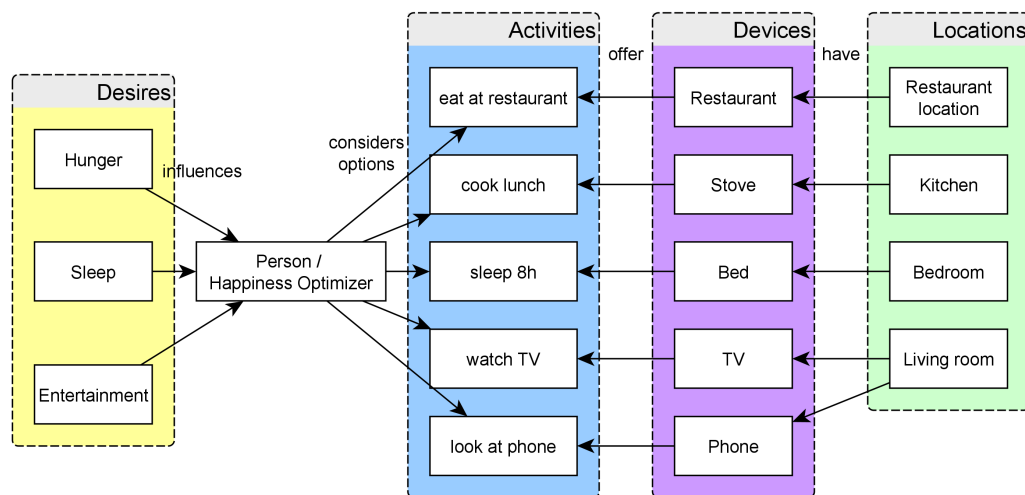 Desires
Hunger
Sleep
Entertainment
influences
Person /
Happiness Optimizer
considers
options
Activities
eat at restaurant
cook lunch
sleep 8h
watch TV
look at phone
offer
Devices
Restaurant
Stove
Bed
TV
Phone
have
Locations
Restaurant
location
Kitchen
Bedroom
Living room